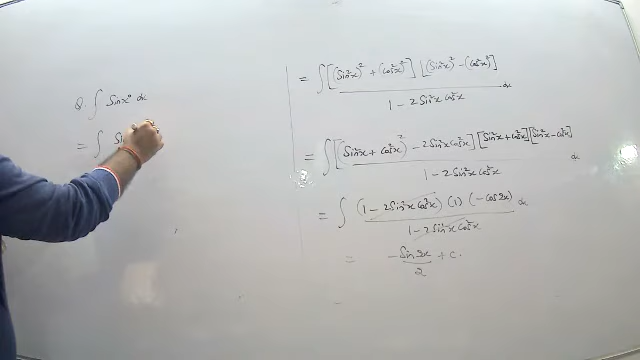 Q. ∫ Sinx° dx
= ∫ Si
= ∫ [(Sin²x)² + (Cos²x)²] [(Sin²x)² - (Cos²x)²] / 1 - 2Sin²x Cos²x dx
= ∫ [(Sin²x + Cos²x)² - 2Sin²x Cos²x] [Sin²x + Cos²x] [Sin²x - Cos²x] / 1 - 2Sin²x Cos²x dx
= ∫ (1 - 2Sin²x Cos²x) (1) (-Cos2x) / 1 - 2Sin²x Cos²x dx
= -Sin2x / 2 + C.